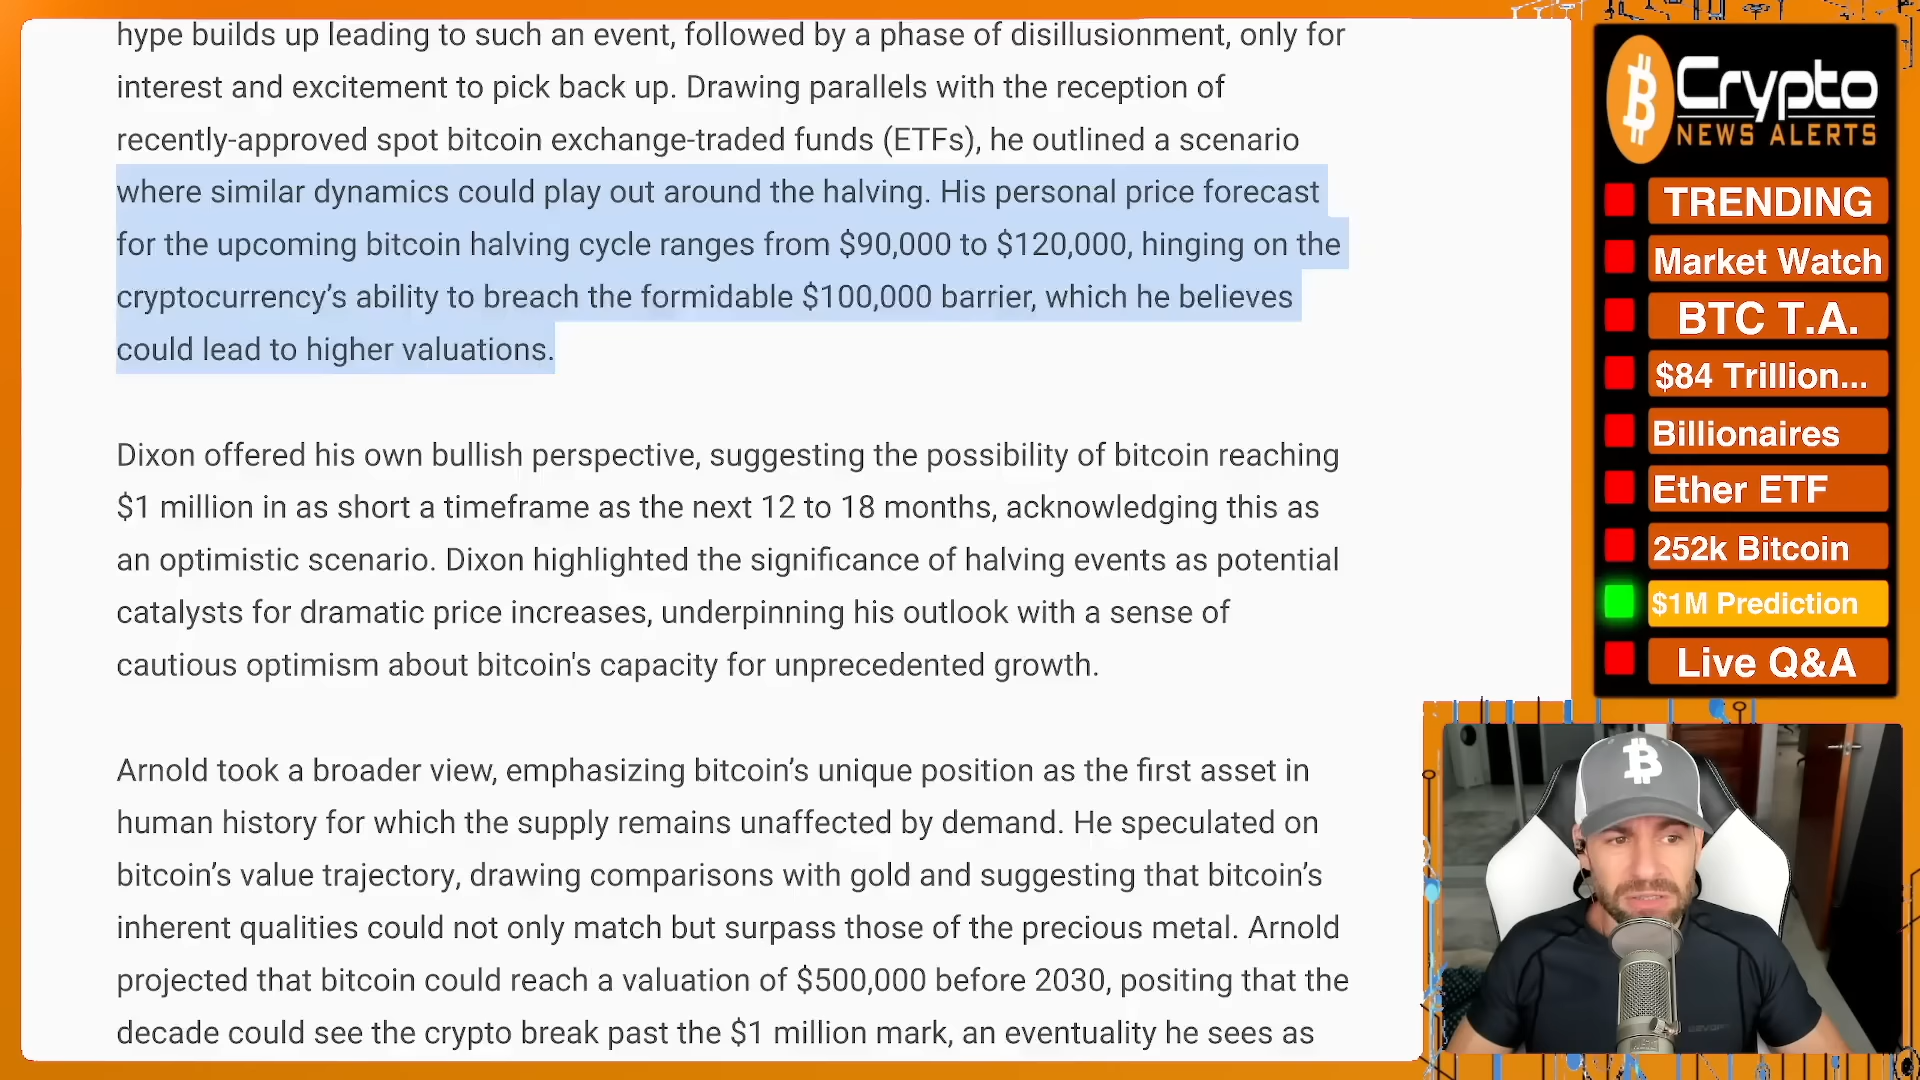 hype builds up leading to such an event, followed by a phase of disillusionment, only for
interest and excitement to pick back up. Drawing parallels with the reception of
recently-approved spot bitcoin exchange-traded funds (ETFs), he outlined a scenario
where similar dynamics could play out around the halving. His personal price forecast
for the upcoming bitcoin halving cycle ranges from $90,000 to $120,000, hinging on the
cryptocurrency’s ability to breach the formidable $100,000 barrier, which he believes
could lead to higher valuations.
Dixon offered his own bullish perspective, suggesting the possibility of bitcoin reaching
$1 million in as short a timeframe as the next 12 to 18 months, acknowledging this as
an optimistic scenario. Dixon highlighted the significance of halving events as potential
catalysts for dramatic price increases, underpinning his outlook with a sense of
cautious optimism about bitcoin's capacity for unprecedented growth.
Arnold took a broader view, emphasizing bitcoin’s unique position as the first asset in
human history for which the supply remains unaffected by demand. He speculated on
bitcoin’s value trajectory, drawing comparisons with gold and suggesting that bitcoin’s
inherent qualities could not only match but surpass those of the precious metal. Arnold
projected that bitcoin could reach a valuation of $500,000 before 2030, positing that the
decade could see the crypto break past the $1 million mark, an eventuality he sees as
Crypto
NEWS ALERTS
TRENDING
Market Watch
BTC T.A.
$84 Trillion...
Billionaires
Ether ETF
252k Bitcoin
$1M Prediction
Live Q&A